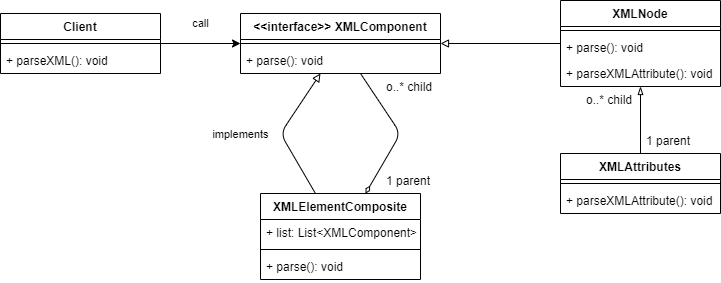 Client
+ parseXML(): void
call
<<interface>> XMLComponent
+ parse(): void
XMLNode
+ parse(): void
+ parseXMLAttribute(): void
o..* child
o..* child
implements
1 parent
1 parent
XMLAttributes
+ parseXMLAttribute(): void
XMLElementComposite
+ list: List<XMLComponent>
+ parse(): void